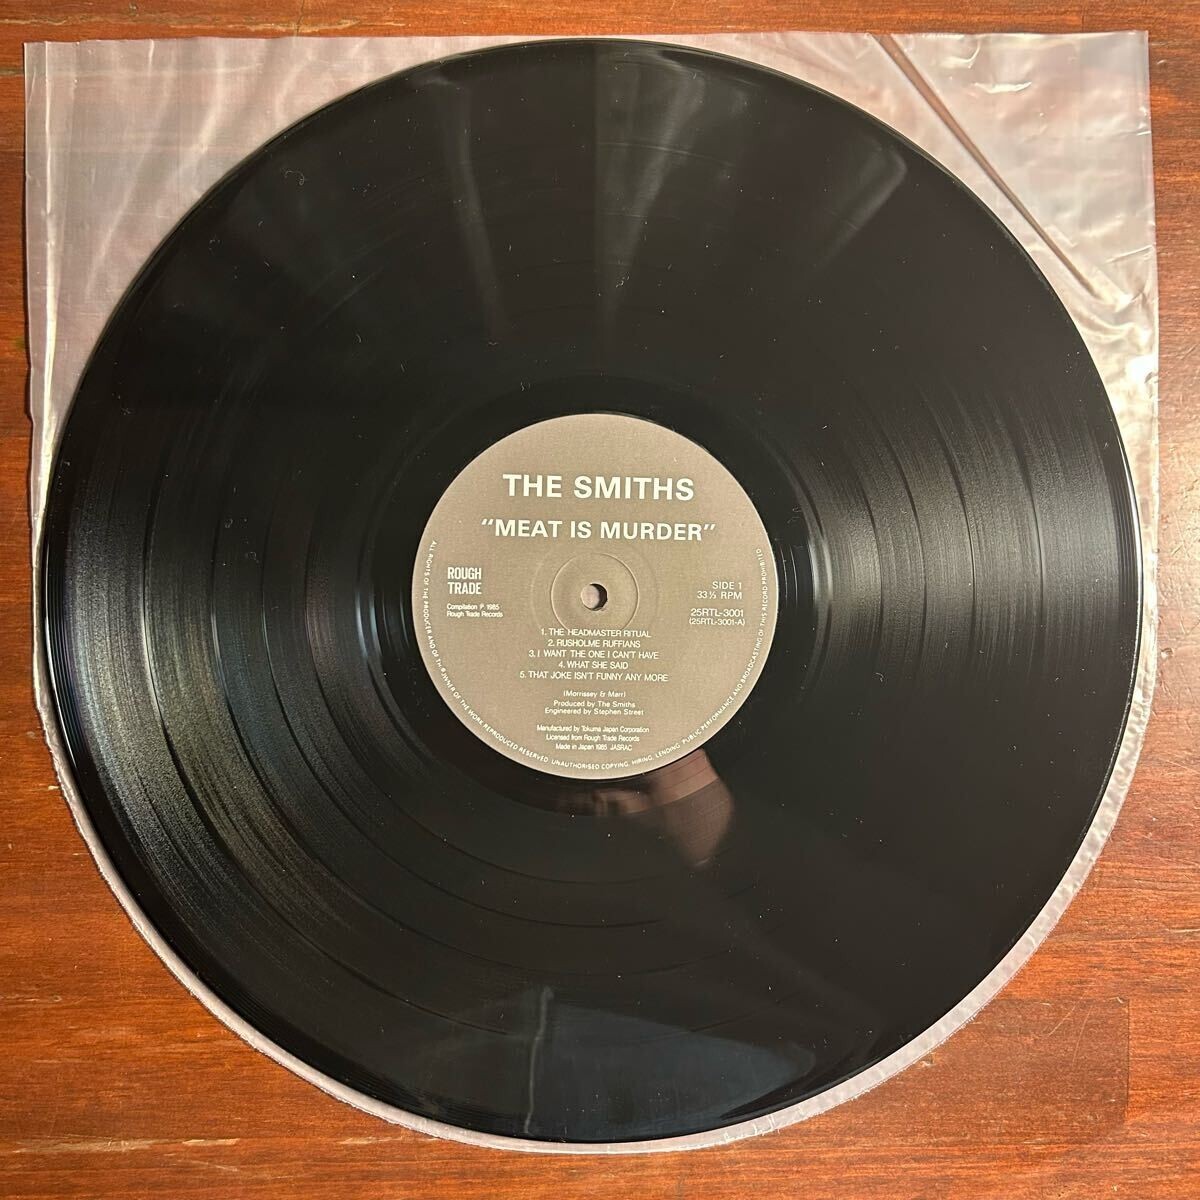 THE SMITHS
"MEAT IS MURDER"
ROUGH
TRADE
Compilation ℗ 1985
Rough Trade Records
SIDE 1
33⅓ RPM
25RTL-3001
(25RTL-3001-A)
1. THE HEADMASTER RITUAL
2. RUSHOLME RUFFIANS
3. I WANT THE ONE I CAN'T HAVE
4. WHAT SHE SAID
5. THAT JOKE ISN'T FUNNY ANY MORE
(Morrissey & Marr)
Produced by The Smiths
Engineered by Stephen Street
Manufactured by Tokuma Japan Corporation
Licensed from Rough Trade Records
Made in Japan 1985 JASRAC
ALL RIGHTS OF THE PRODUCER AND OF THE OWNER OF THE WORK REPRODUCED RESERVED. UNAUTHORISED COPYING, HIRING, LENDING, PUBLIC PERFORMANCE AND BROADCASTING OF THIS RECORD PROHIBITED